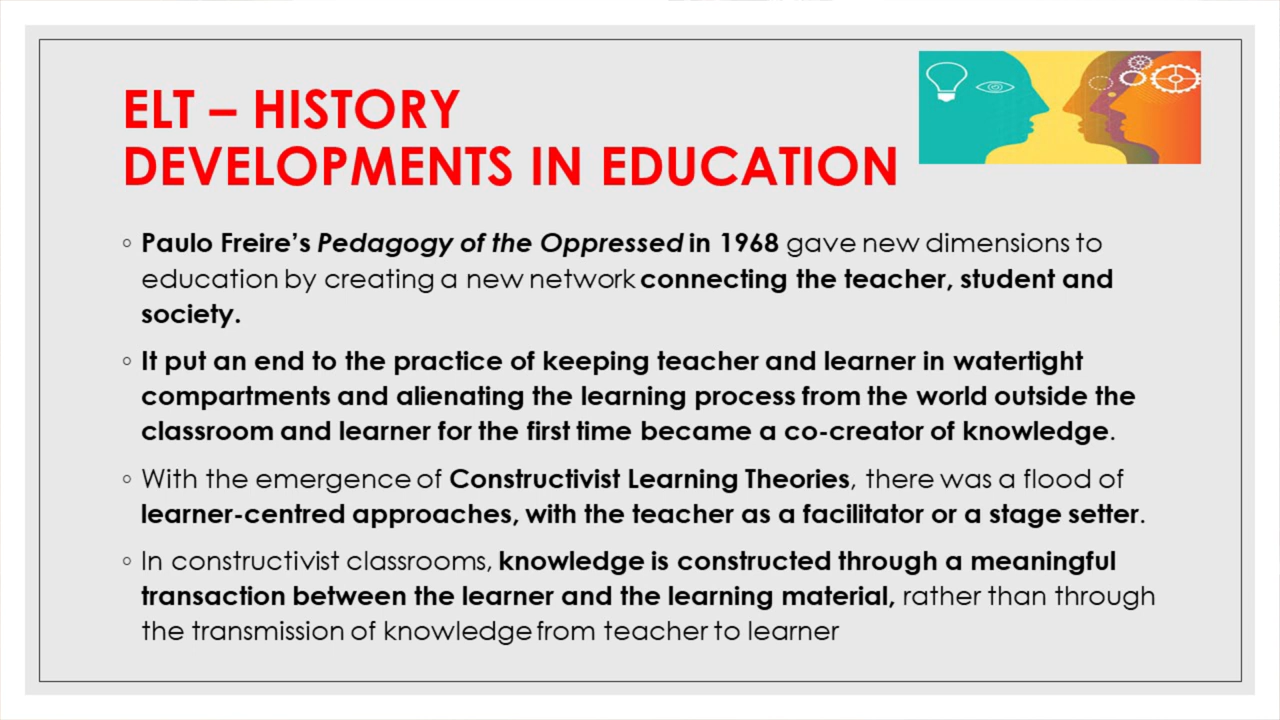 ELT – HISTORY
DEVELOPMENTS IN EDUCATION
◦ Paulo Freire’s Pedagogy of the Oppressed in 1968 gave new dimensions to
education by creating a new network connecting the teacher, student and
society.
◦ It put an end to the practice of keeping teacher and learner in watertight
compartments and alienating the learning process from the world outside the
classroom and learner for the first time became a co-creator of knowledge.
◦ With the emergence of Constructivist Learning Theories, there was a flood of
learner-centred approaches, with the teacher as a facilitator or a stage setter.
◦ In constructivist classrooms, knowledge is constructed through a meaningful
transaction between the learner and the learning material, rather than through
the transmission of knowledge from teacher to learner